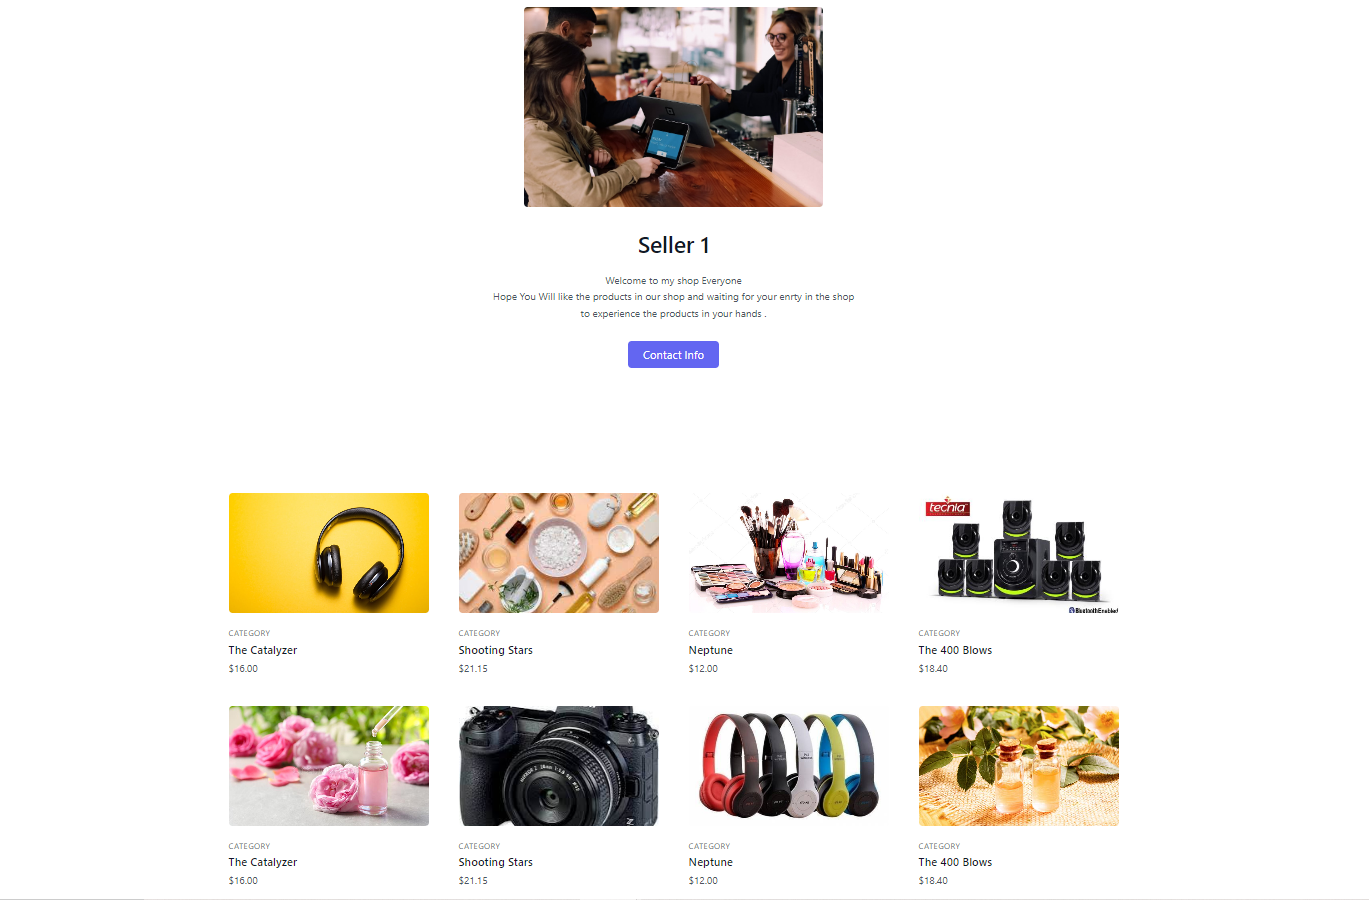 Seller 1
Welcome to my shop Everyone
Hope You Will like the products in our shop and waiting for your enrty in the shop
to experience the products in your hands .
Contact Info
tecnia
BluetoothEnabled
CATEGORY
The Catalyzer
$16.00
CATEGORY
Shooting Stars
$21.15
CATEGORY
Neptune
$12.00
CATEGORY
The 400 Blows
$18.40
CATEGORY
The Catalyzer
$16.00
CATEGORY
Shooting Stars
$21.15
CATEGORY
Neptune
$12.00
CATEGORY
The 400 Blows
$18.40